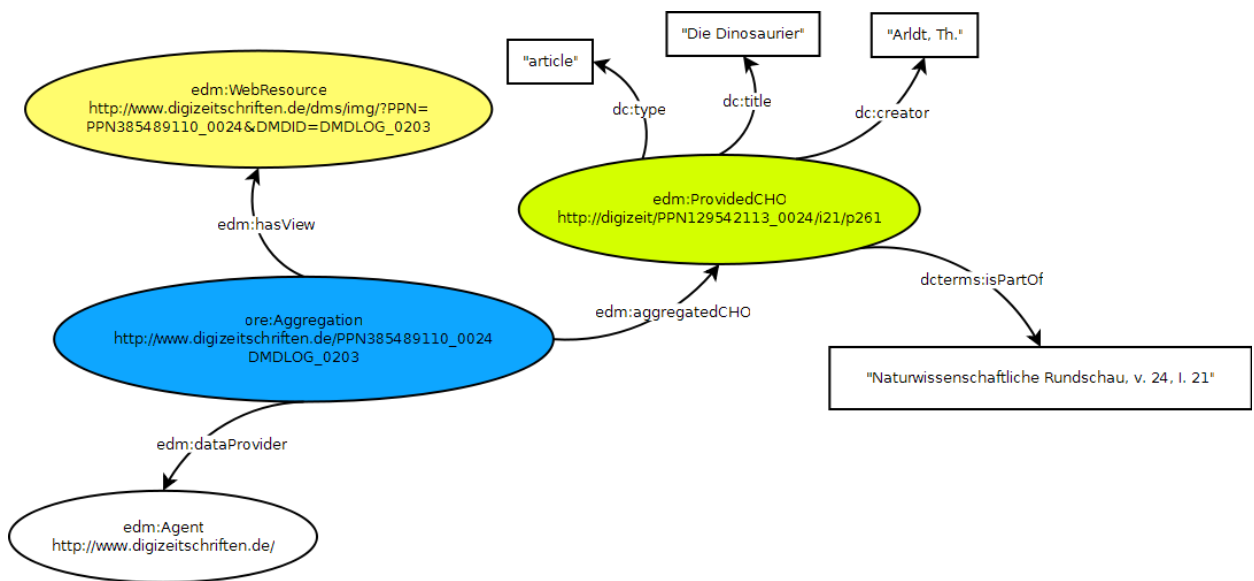 "Die Dinosaurier"
"Arldt, Th."
"article"
edm:WebResource
http://www.digizeitschriften.de/dms/img/?PPN=
PPN385489110_0024&DMDID=DMDLOG_0203
dc:type
dc:title
dc:creator
edm:ProvidedCHO
http://digizeit/PPN129542113_0024/i21/p261
edm:hasView
dcterms:isPartOf
edm:aggregatedCHO
ore:Aggregation
http://www.digizeitschriften.de/PPN385489110_0024
DMDLOG_0203
"Naturwissenschaftliche Rundschau, v. 24, I. 21"
edm:dataProvider
edm:Agent
http://www.digizeitschriften.de/